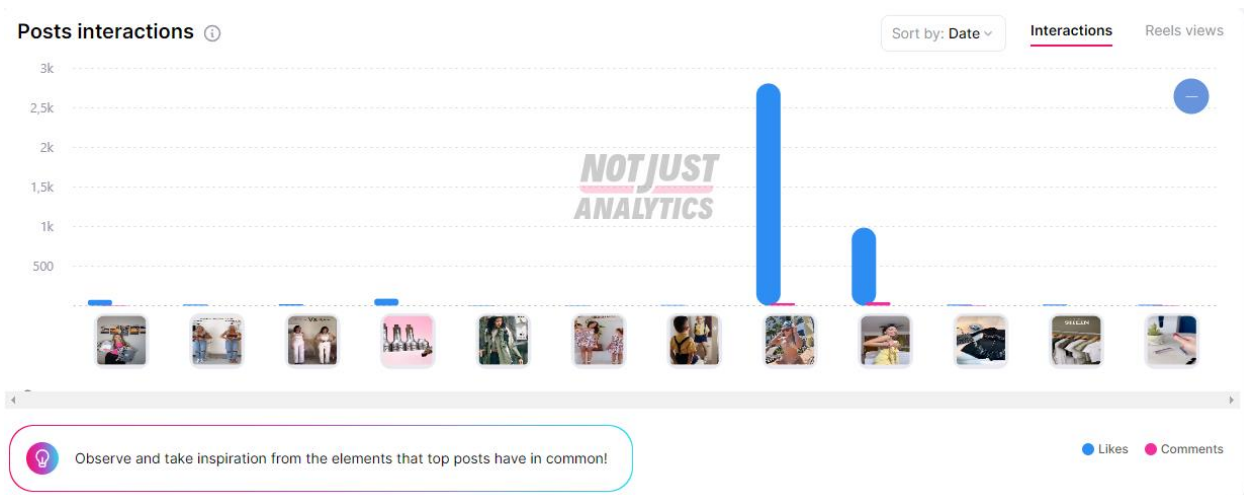 Posts interactions
Sort by: Date
Interactions
Reels views
3k
2,5k
2k
1,5k
1k
500
NOT JUST
ANALYTICS
Observe and take inspiration from the elements that top posts have in common!
Likes
Comments